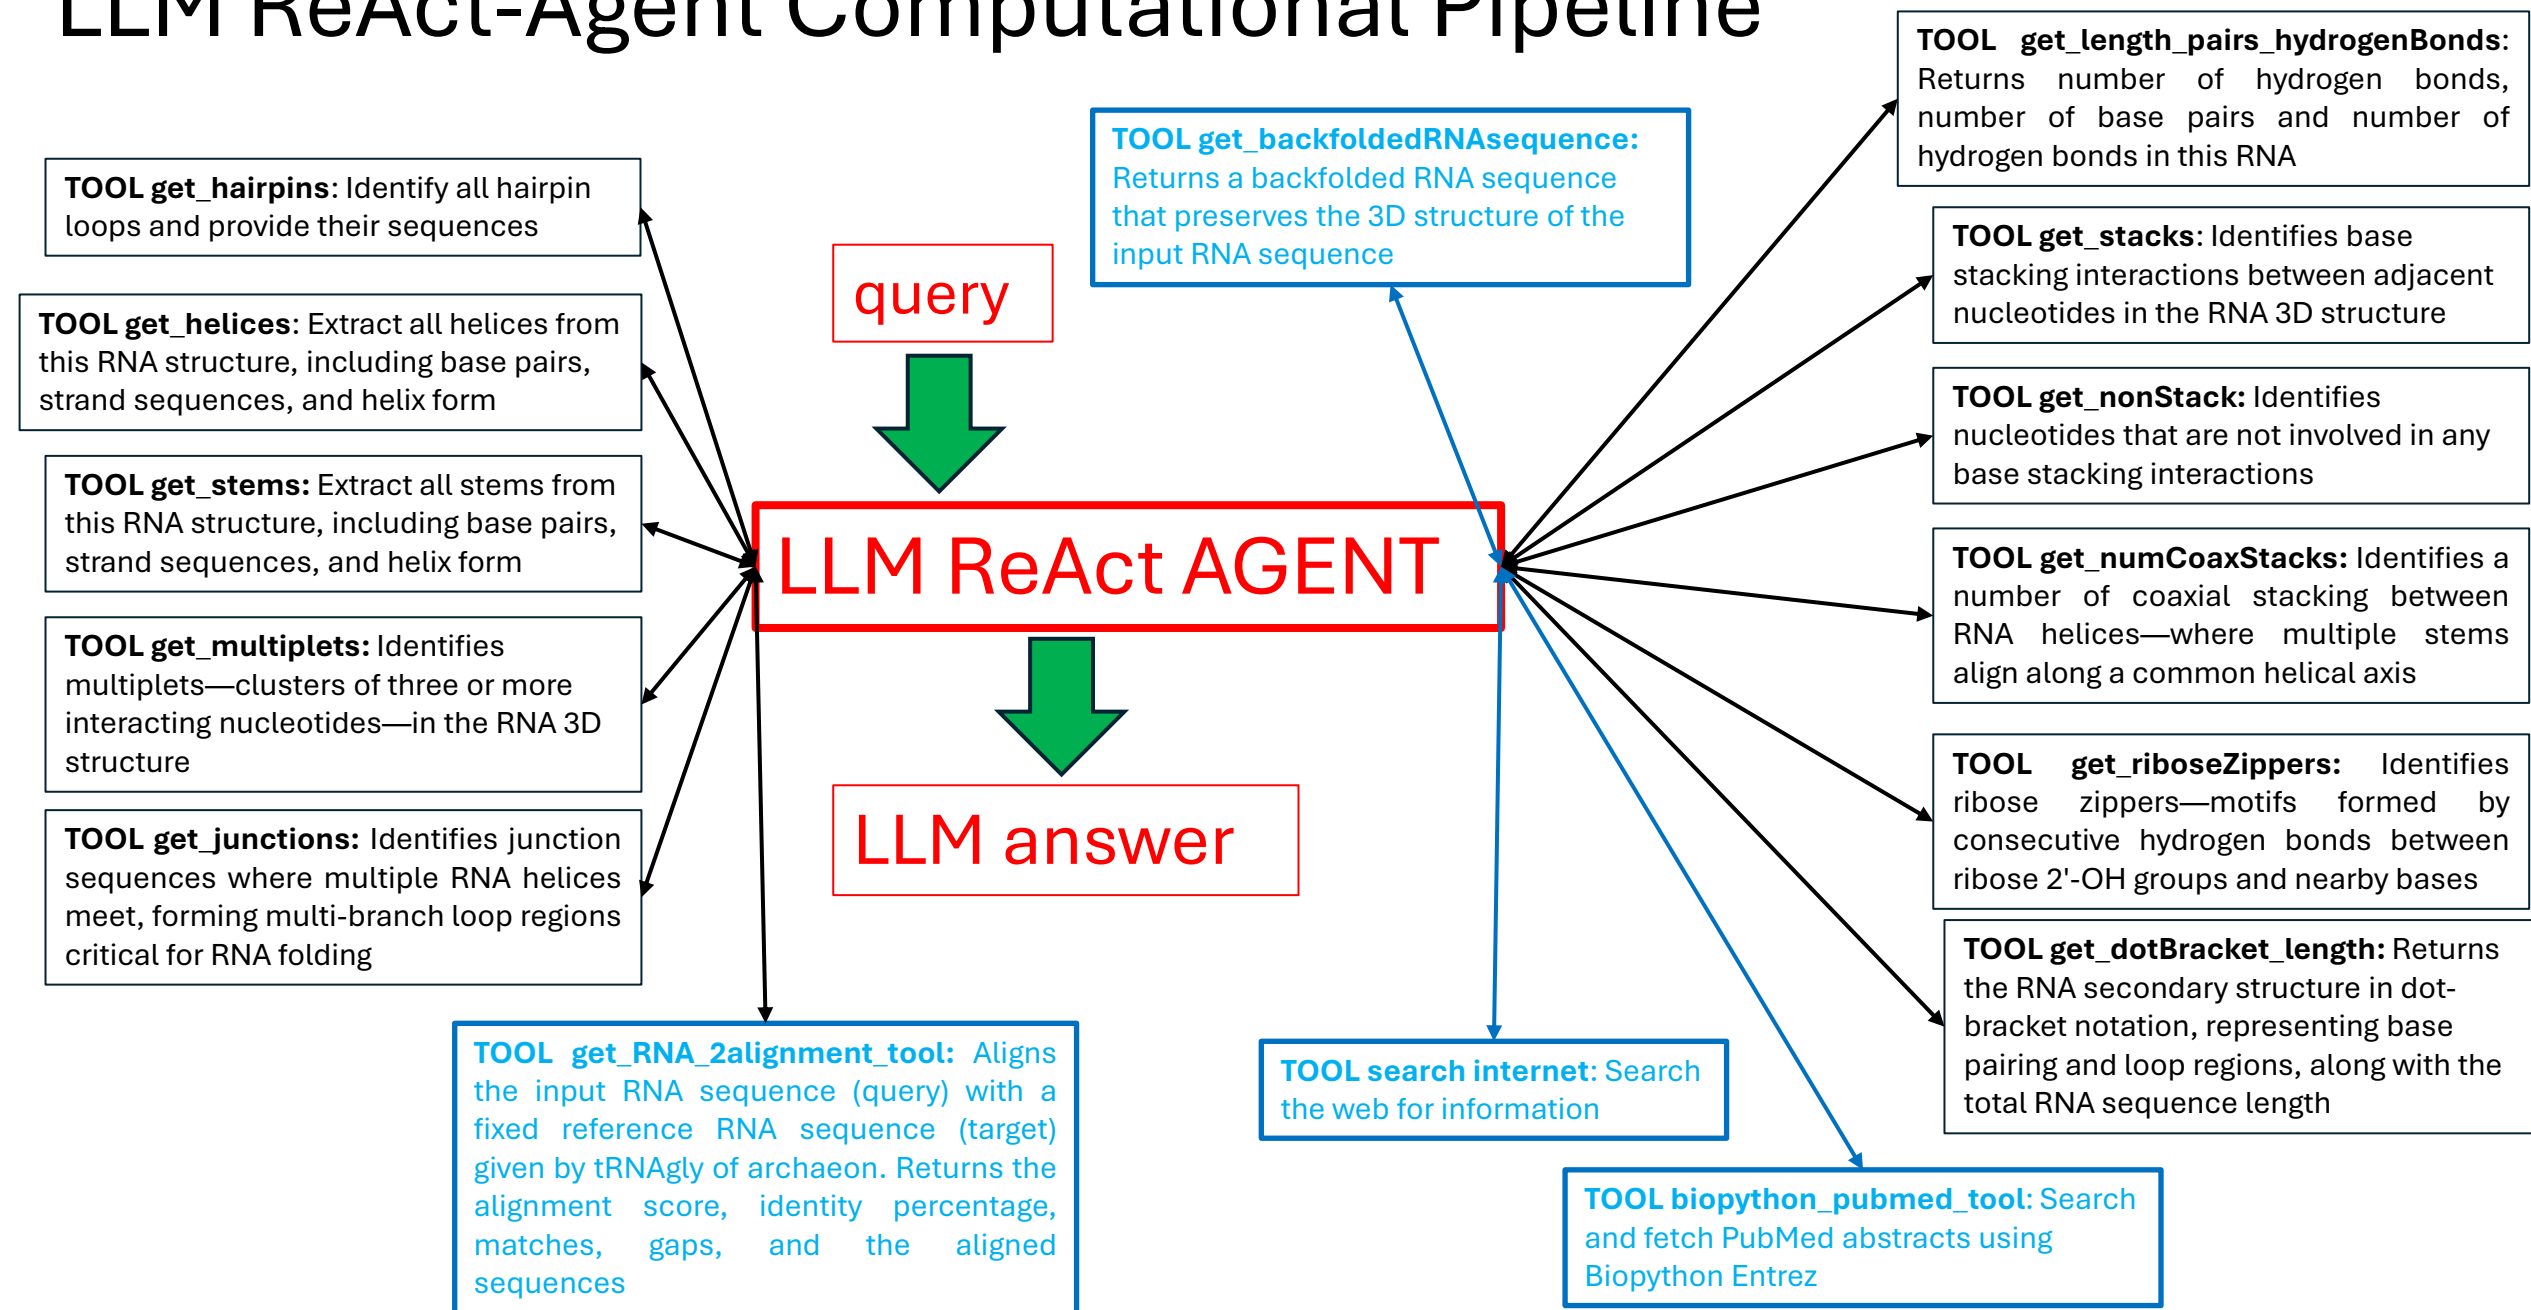 LLM ReAct-Agent Computational Pipeline
TOOL get_hairpins: Identify all hairpin
loops and provide their sequences
TOOL get_helices: Extract all helices from
this RNA structure, including base pairs,
strand sequences, and helix form
TOOL get_stems: Extract all stems from
this RNA structure, including base pairs,
strand sequences, and helix form
TOOL get_multiplets: Identifies
multiplets—clusters of three or more
interacting nucleotides—in the RNA 3D
structure
TOOL get_junctions: Identifies junction
sequences where multiple RNA helices
meet, forming multi-branch loop regions
critical for RNA folding
TOOL get_RNA_2alignment_tool: Aligns
the input RNA sequence (query) with a
fixed reference RNA sequence (target)
given by tRNAgly of archaeon. Returns the
alignment score, identity percentage,
matches, gaps, and the aligned
sequences
query
LLM ReAct AGENT
LLM answer
TOOL get_backfoldedRNAsequence:
Returns a backfolded RNA sequence
that preserves the 3D structure of the
input RNA sequence
TOOL search internet: Search
the web for information
TOOL biopython_pubmed_tool: Search
and fetch PubMed abstracts using
Biopython Entrez
TOOL get_length_pairs_hydrogenBonds:
Returns number of hydrogen bonds,
number of base pairs and number of
hydrogen bonds in this RNA
TOOL get_stacks: Identifies base
stacking interactions between adjacent
nucleotides in the RNA 3D structure
TOOL get_nonStack: Identifies
nucleotides that are not involved in any
base stacking interactions
TOOL get_numCoaxStacks: Identifies a
number of coaxial stacking between
RNA helices—where multiple stems
align along a common helical axis
TOOL get_riboseZippers: Identifies
ribose zippers—motifs formed by
consecutive hydrogen bonds between
ribose 2'-OH groups and nearby bases
TOOL get_dotBracket_length: Returns
the RNA secondary structure in dot-
bracket notation, representing base
pairing and loop regions, along with the
total RNA sequence length